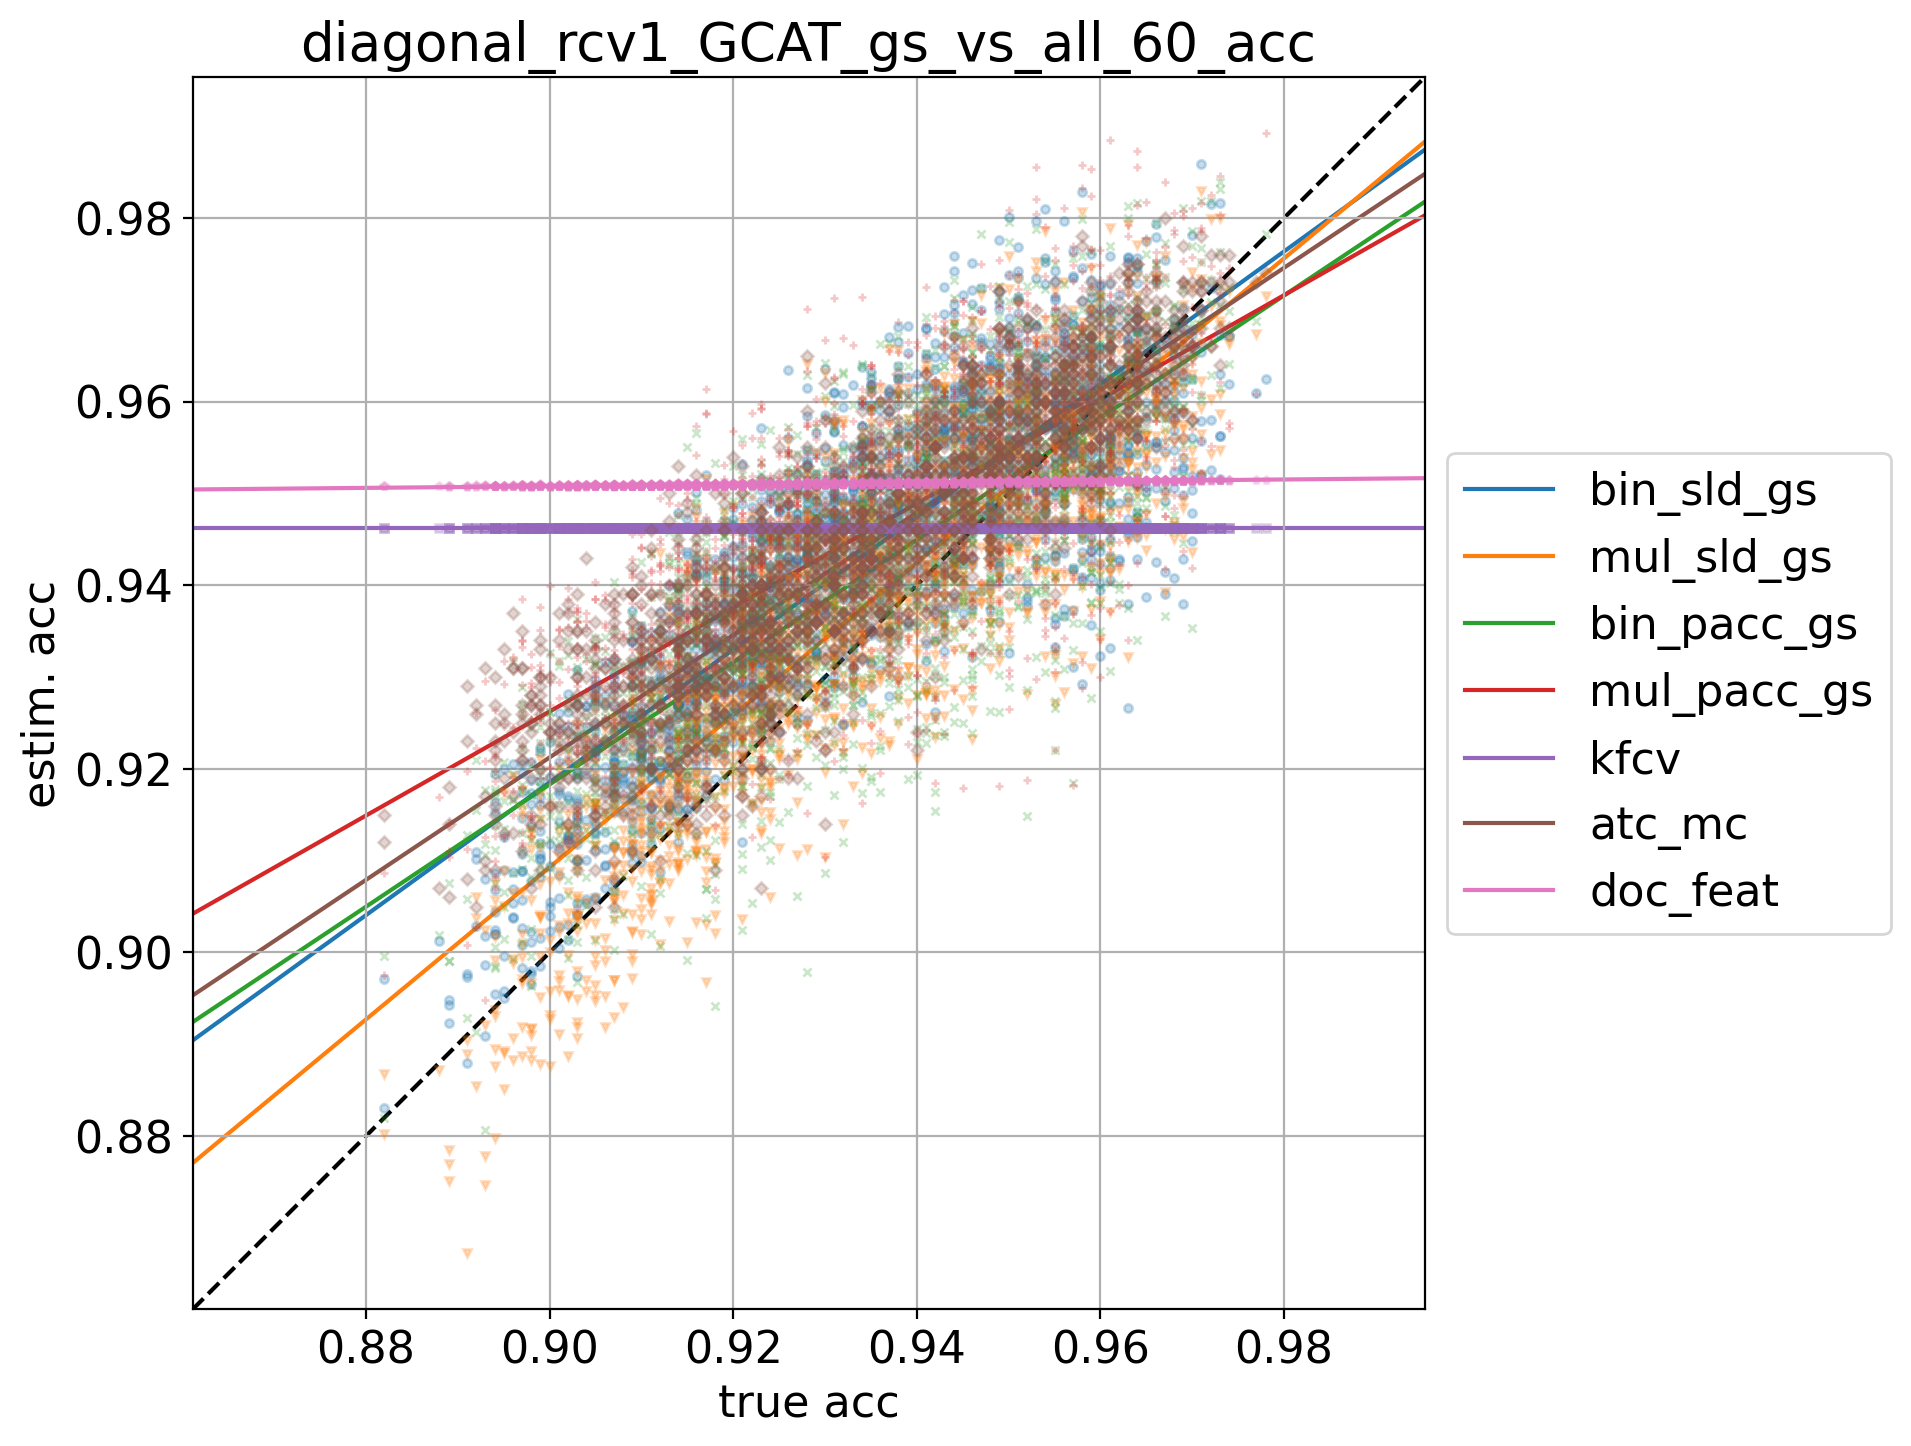 diagonal_rcv1_GCAT_gs_vs_all_60_acc
estim. acc
0.98
0.96
0.94
0.92
0.90
0.88
0.88 0.90 0.92 0.94 0.96 0.98
true acc
bin_sld_gs
mul_sld_gs
bin_pacc_gs
mul_pacc_gs
kfcv
atc_mc
doc_feat